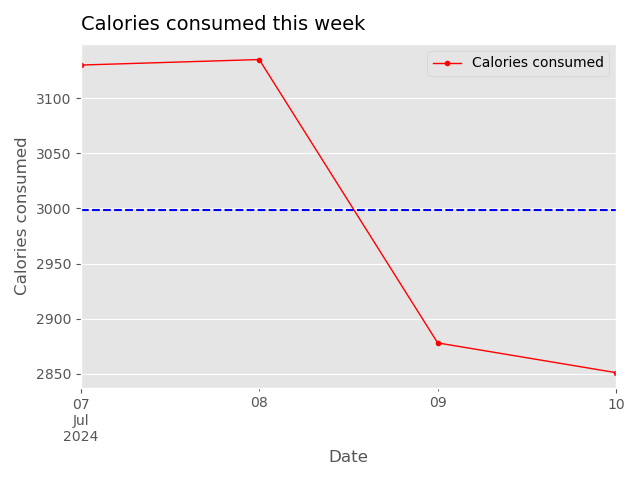 Calories consumed this week
Calories consumed
3100
3050
3000
2950
2900
2850
Calories consumed
07
Jul
2024
08
09
10
Date